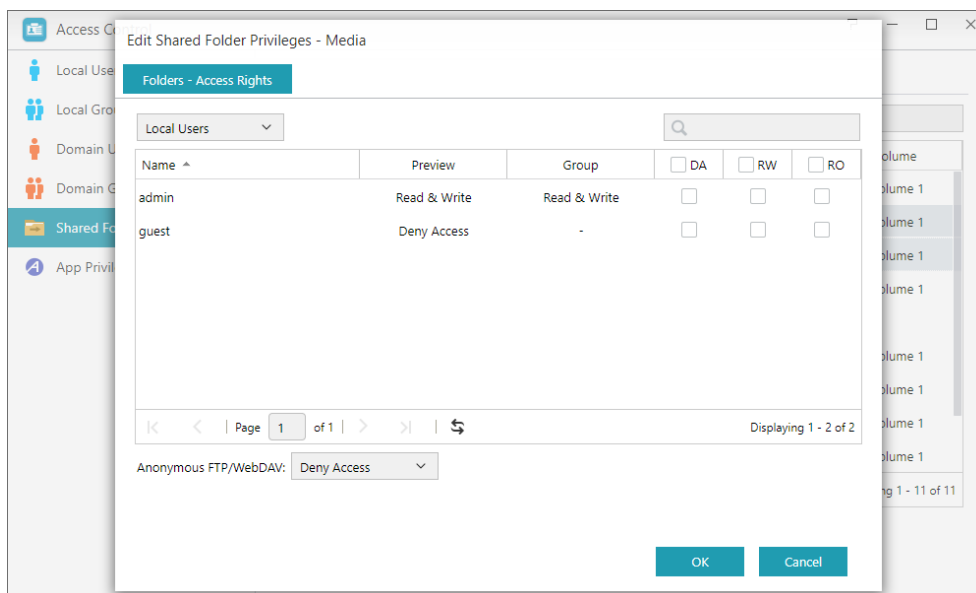 Access C
Edit Shared Folder Privileges - Media
Local Use
Folders - Access Rights
Local Gro
Domain U
Domain G
Shared Fo
App Privil
Local Users
Name Preview Group DA RW RO
admin Read & Write Read & Write
guest Deny Access -
Page 1 of 1 Displaying 1 - 2 of 2
Anonymous FTP/WebDAV: Deny Access
OK Cancel
olume
olume 1
olume 1
olume 1
olume 1
olume 1
olume 1
olume 1
olume 1
ng 1 - 11 of 11